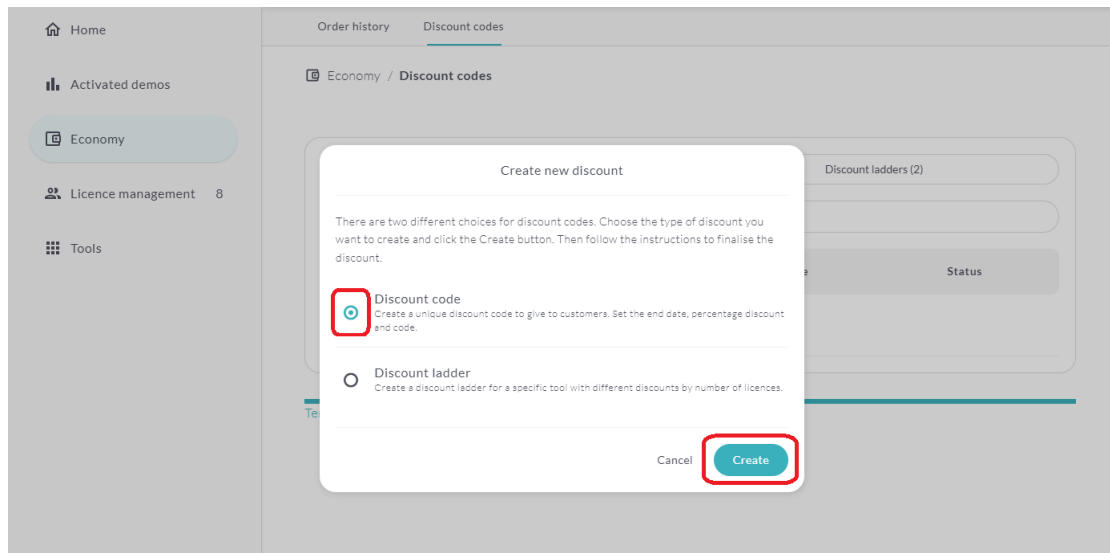 Home
Order history
Discount codes
Economy / Discount codes
Activated demos
Economy
Licence management 8
Tools
Discount ladders (2)
Status
Create new discount
There are two different choices for discount codes. Choose the type of discount you
want to create and click the Create button. Then follow the instructions to finalise the
discount.
Discount code
Create a unique discount code to give to customers. Set the end date, percentage discount
and code.
Discount ladder
Create a discount ladder for a specific tool with different discounts by number of licences.
Cancel
Create